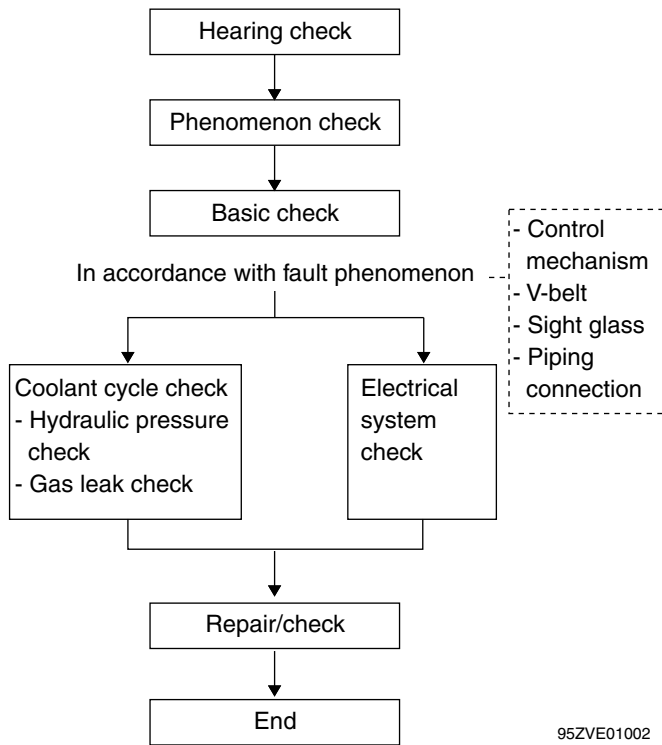 Hearing check
Phenomenon check
Basic check
In accordance with fault phenomenon
- Control
mechanism
- V-belt
- Sight glass
- Piping
connection
Coolant cycle check
- Hydraulic pressure
check
- Gas leak check
Electrical
system
check
Repair/check
End
95ZVE01002